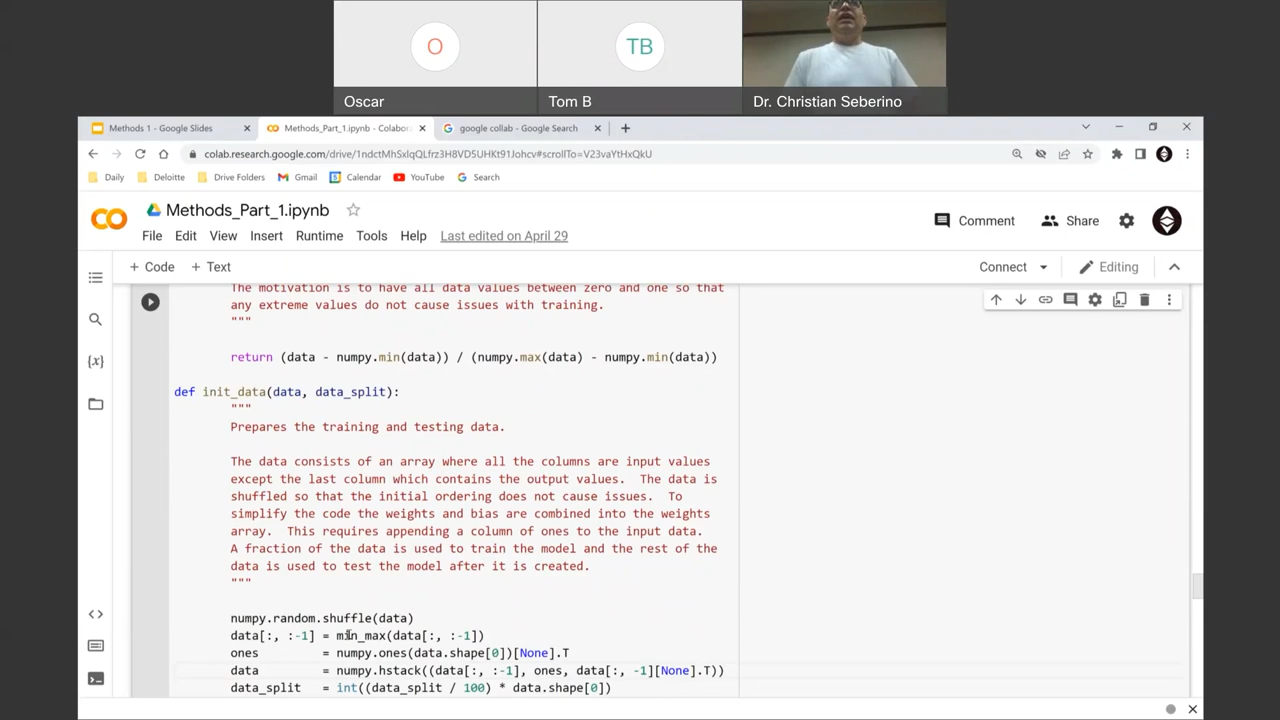 O
TB
Oscar
Tom B
Dr. Christian Seberino
Methods 1 - Google Slides
Methods_Part_1.ipynb - Colabora
google collab - Google Search
colab.research.google.com/drive/1ndctMhSxlqQLfrz3H8VD5UHKt91Johcv#scrollTo=V23vaYtHxQkU
Daily
Deloitte
Drive Folders
Gmail
Calendar
YouTube
Search
Methods_Part_1.ipynb
File Edit View Insert Runtime Tools Help Last edited on April 29
Comment
Share
+ Code + Text
Connect
Editing
The motivation is to have all data values between zero and one so that
any extreme values do not cause issues with training.
"""
return (data - numpy.min(data)) / (numpy.max(data) - numpy.min(data))
def init_data(data, data_split):
"""
Prepares the training and testing data.
The data consists of an array where all the columns are input values
except the last column which contains the output values.  The data is
shuffled so that the initial ordering does not cause issues.  To
simplify the code the weights and bias are combined into the weights
array.  This requires appending a column of ones to the input data.
A fraction of the data is used to train the model and the rest of the
data is used to test the model after it is created.
"""
numpy.random.shuffle(data)
data[:, :-1] = min_max(data[:, :-1])
ones         = numpy.ones(data.shape[0])[None].T
data         = numpy.hstack((data[:, :-1], ones, data[:, -1][None].T))
data_split   = int((data_split / 100) * data.shape[0])